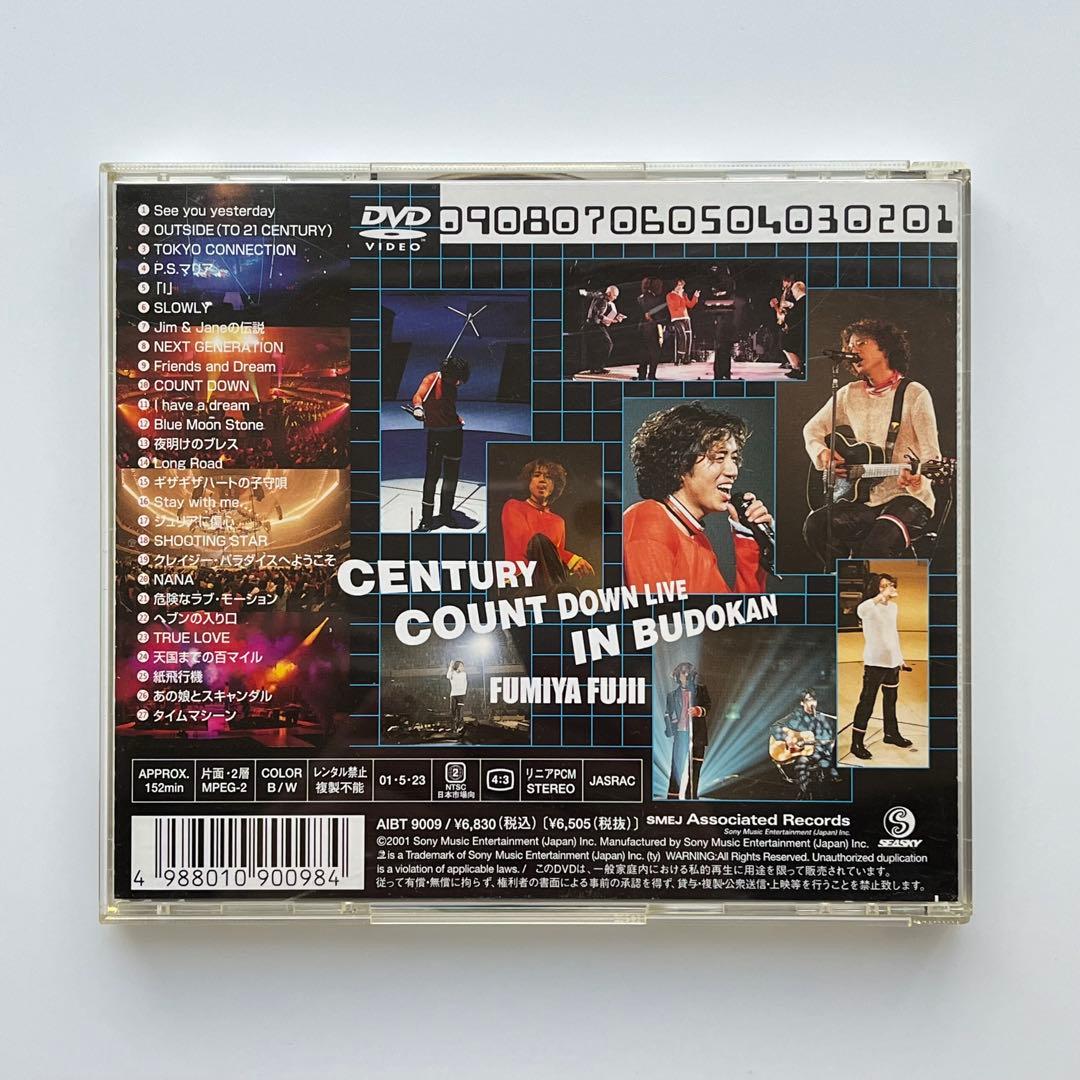 1 See you yesterday
2 OUTSIDE(TO 21 CENTURY)
3 TOKYO CONNECTION
4 P.S.マリア
5 「I」
6 SLOWLY
7 Jim & Janeの伝説
8 NEXT GENERATION
9 Friends and Dream
10 COUNT DOWN
11 I have a dream
12 Blue Moon Stone
13 夜明けのブレス
14 Long Road
15 ギザギザハートの子守唄
16 Stay with me.
17 ジュリアに傷心
18 SHOOTING STAR
19 クレイジー・パラダイスへようこそ
20 NANA
21 危険なラブ・モーション
22 ヘブンの入り口
23 TRUE LOVE
24 天国までの百マイル
25 紙飛行機
26 あの娘とスキャンダル
27 タイムマシーン
DVD
VIDEO
090807060504030201
CENTURY
COUNT DOWN LIVE
IN BUDOKAN
FUMIYA FUJII
APPROX.
152min
片面・2層
MPEG-2
COLOR
B/W
レンタル禁止
複製不能
01・5・23
2
NTSC
日本市場向
4:3
リニアPCM
STEREO
JASRAC
AIBT 9009 / ¥6,830(税込) [¥6,505(税抜)]
SMEJ Associated Records
Sony Music Entertainment (Japan) Inc.
SEASKY
©2001 Sony Music Entertainment (Japan) Inc. Manufactured by Sony Music Entertainment (Japan) Inc.
is a Trademark of Sony Music Entertainment (Japan) Inc. (ty) WARNING:All Rights Reserved. Unauthorized duplication
is a violation of applicable laws. / このDVDは、一般家庭内における私的再生に用途を限って販売されています。
従って有償・無償に拘らず、権利者の書面による事前の承認を得ず、貸与・複製・公衆送信・上映等を行うことを禁止致します。
4 988010 900984